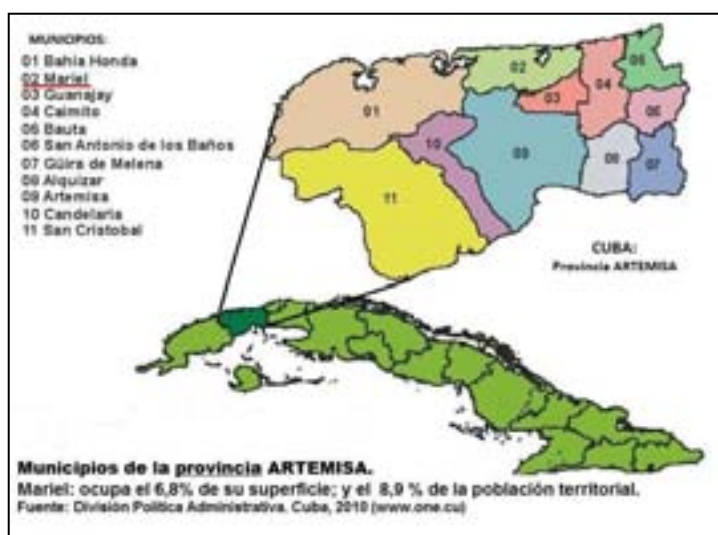 MUNICIPIOS:
01 Bahía Honda
02 Mariel
03 Guanajay
04 Caimito
05 Bauta
06 San Antonio de los Baños
07 Güira de Melena
08 Alquizar
09 Artemisa
10 Candelaria
11 San Cristobal
02
05
01
03
04
06
10
09
08
07
11
CUBA:
Provincia ARTEMISA
Municipios de la provincia ARTEMISA.
Mariel: ocupa el 6,8% de su superficie; y el 8,9 % de la población territorial.
Fuente: División Política Administrativa. Cuba, 2010 (www.one.cu)